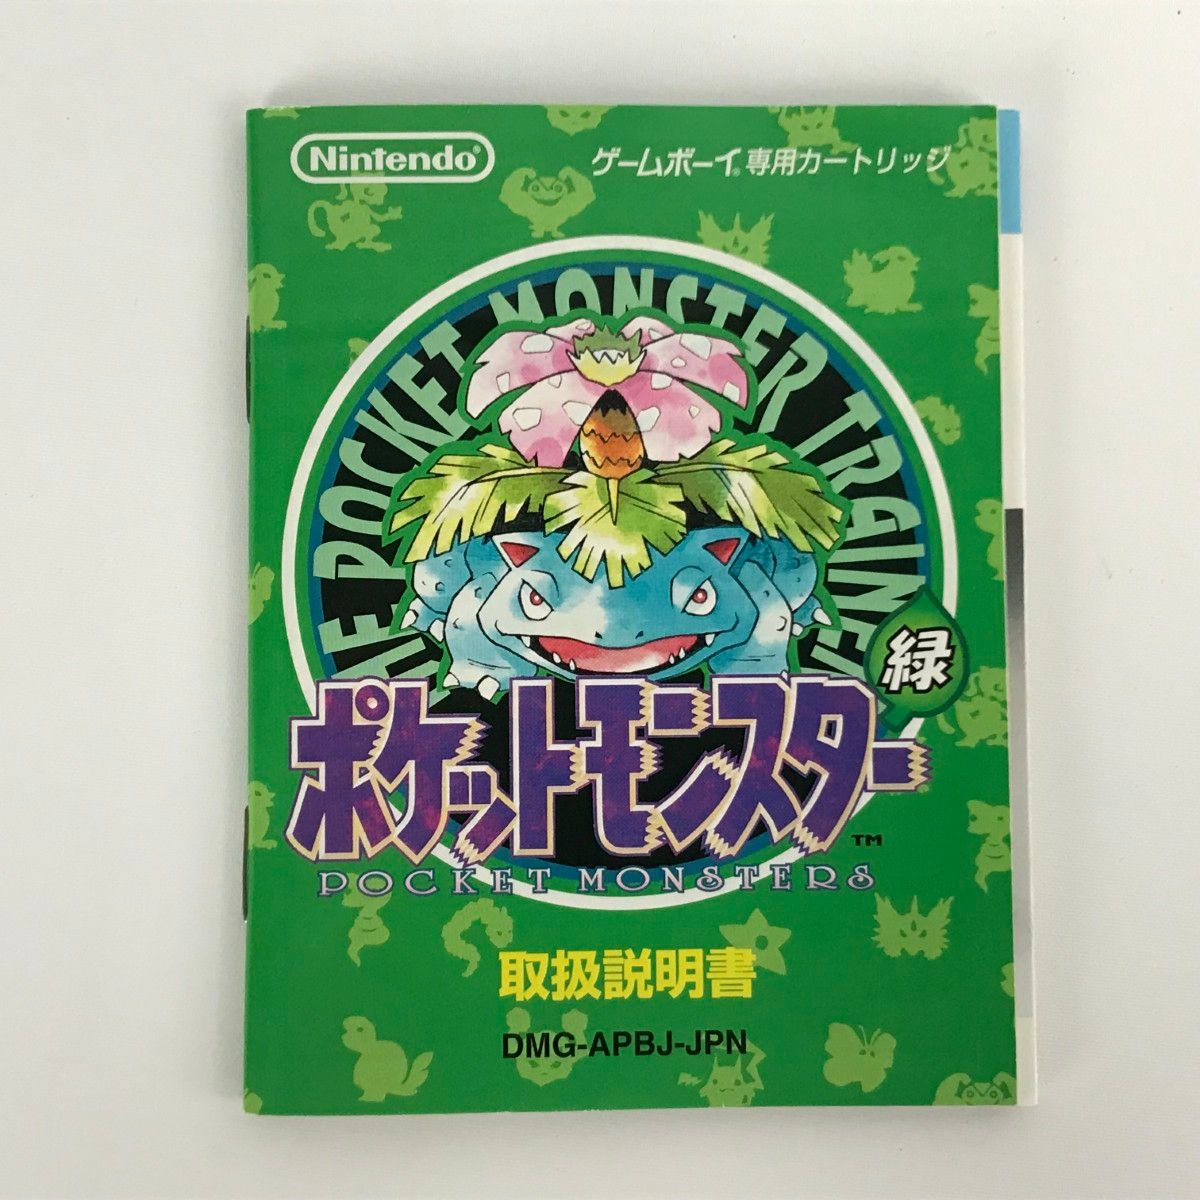 Nintendo®
ゲームボーイ®専用カートリッジ
THE POCKET MONSTER TRAINER
緑
ポケットモンスター
TM
POCKET MONSTERS
取扱説明書
DMG-APBJ-JPN